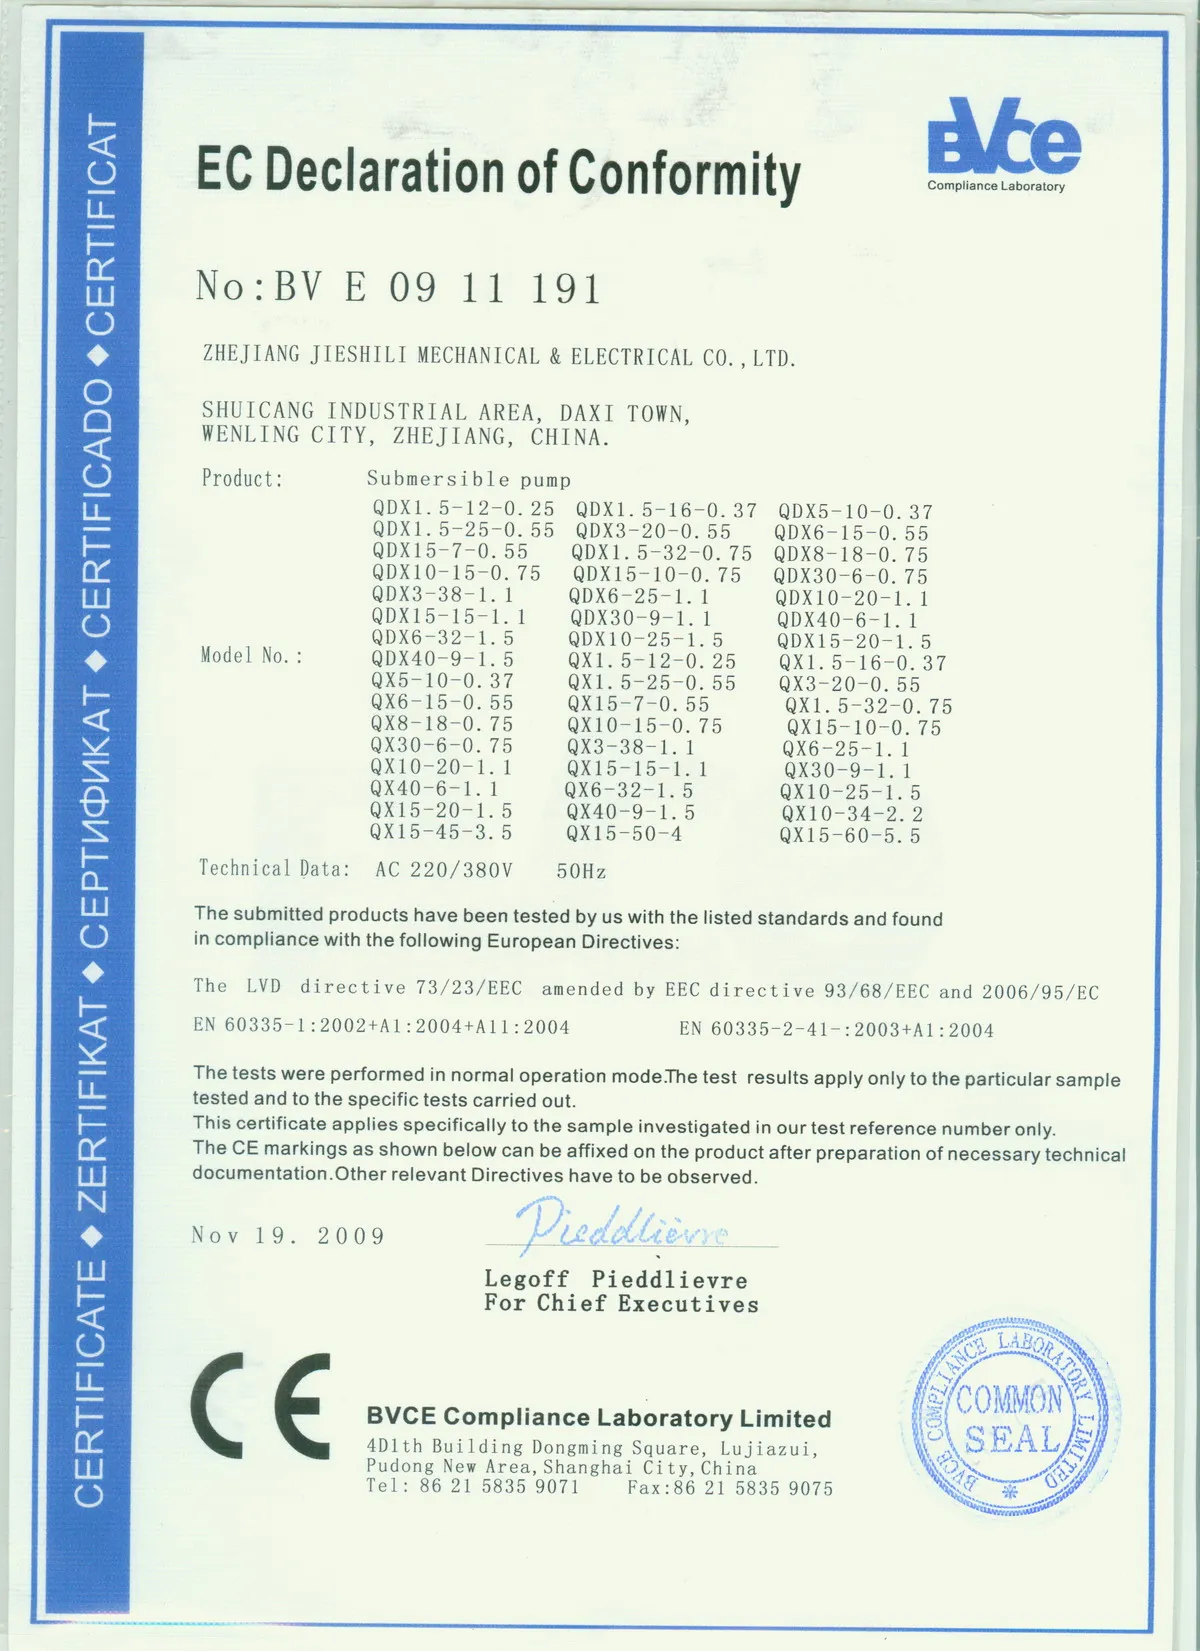 CERTIFICATE ◆ ZERTIFIKAT ◆ СЕРТИФИКАТ ◆ CERTIFICADO ◆ CERTIFICAT
BVce
Compliance Laboratory
EC Declaration of Conformity
No:BV E 09 11 191
ZHEJIANG JIESHILI MECHANICAL & ELECTRICAL CO.,LTD.
SHUICANG INDUSTRIAL AREA, DAXI TOWN,
WENLING CITY, ZHEJIANG, CHINA.
Product: Submersible pump
QDX1.5-12-0.25 QDX1.5-16-0.37 QDX5-10-0.37
QDX1.5-25-0.55 QDX3-20-0.55 QDX6-15-0.55
QDX15-7-0.55 QDX1.5-32-0.75 QDX8-18-0.75
QDX10-15-0.75 QDX15-10-0.75 QDX30-6-0.75
QDX3-38-1.1 QDX6-25-1.1 QDX10-20-1.1
QDX15-15-1.1 QDX30-9-1.1 QDX40-6-1.1
QDX6-32-1.5 QDX10-25-1.5 QDX15-20-1.5
Model No.: QDX40-9-1.5 QX1.5-12-0.25 QX1.5-16-0.37
QX5-10-0.37 QX1.5-25-0.55 QX3-20-0.55
QX6-15-0.55 QX15-7-0.55 QX1.5-32-0.75
QX8-18-0.75 QX10-15-0.75 QX15-10-0.75
QX30-6-0.75 QX3-38-1.1 QX6-25-1.1
QX10-20-1.1 QX15-15-1.1 QX30-9-1.1
QX40-6-1.1 QX6-32-1.5 QX10-25-1.5
QX15-20-1.5 QX40-9-1.5 QX10-34-2.2
QX15-45-3.5 QX15-50-4 QX15-60-5.5
Technical Data: AC 220/380V 50Hz
The submitted products have been tested by us with the listed standards and found
in compliance with the following European Directives:
The LVD directive 73/23/EEC amended by EEC directive 93/68/EEC and 2006/95/EC
EN 60335-1:2002+A1:2004+A11:2004 EN 60335-2-41-:2003+A1:2004
The tests were performed in normal operation mode.The test results apply only to the particular sample
tested and to the specific tests carried out.
This certificate applies specifically to the sample investigated in our test reference number only.
The CE markings as shown below can be affixed on the product after preparation of necessary technical
documentation.Other relevant Directives have to be observed.
Nov 19. 2009 Pieddlièvre
Legoff Pieddlievre
For Chief Executives
CE
BVCE Compliance Laboratory Limited
4D1th Building Dongming Square, Lujiazui,
Pudong New Area,Shanghai City,China
Tel: 86 21 5835 9071 Fax:86 21 5835 9075
BVCE COMPLIANCE LABORATORY LIMITED
COMMON
SEAL
*